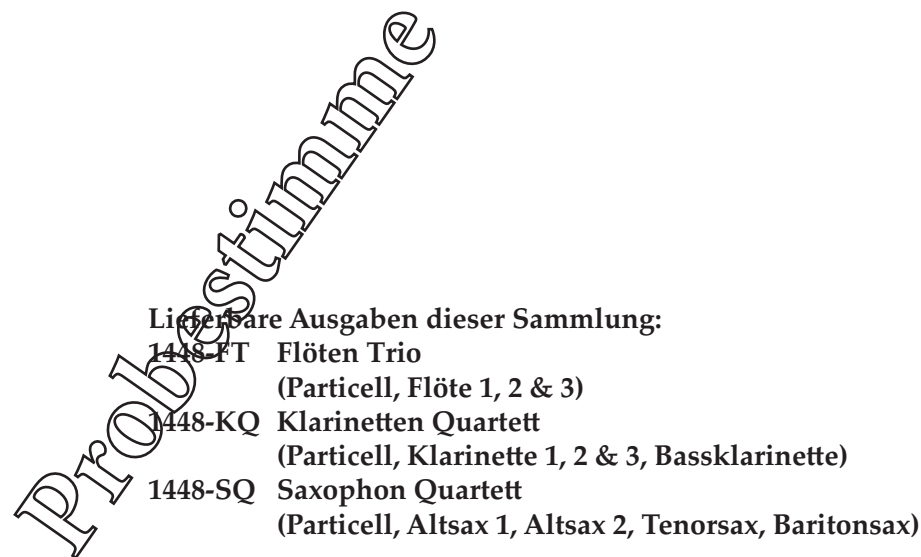 Probestimme
Lieferbare Ausgaben dieser Sammlung:
1448-FT Flöten Trio
(Particell, Flöte 1, 2 & 3)
1448-KQ Klarinetten Quartett
(Particell, Klarinette 1, 2 & 3, Bassklarinette)
1448-SQ Saxophon Quartett
(Particell, Altsax 1, Altsax 2, Tenorsax, Baritonsax)